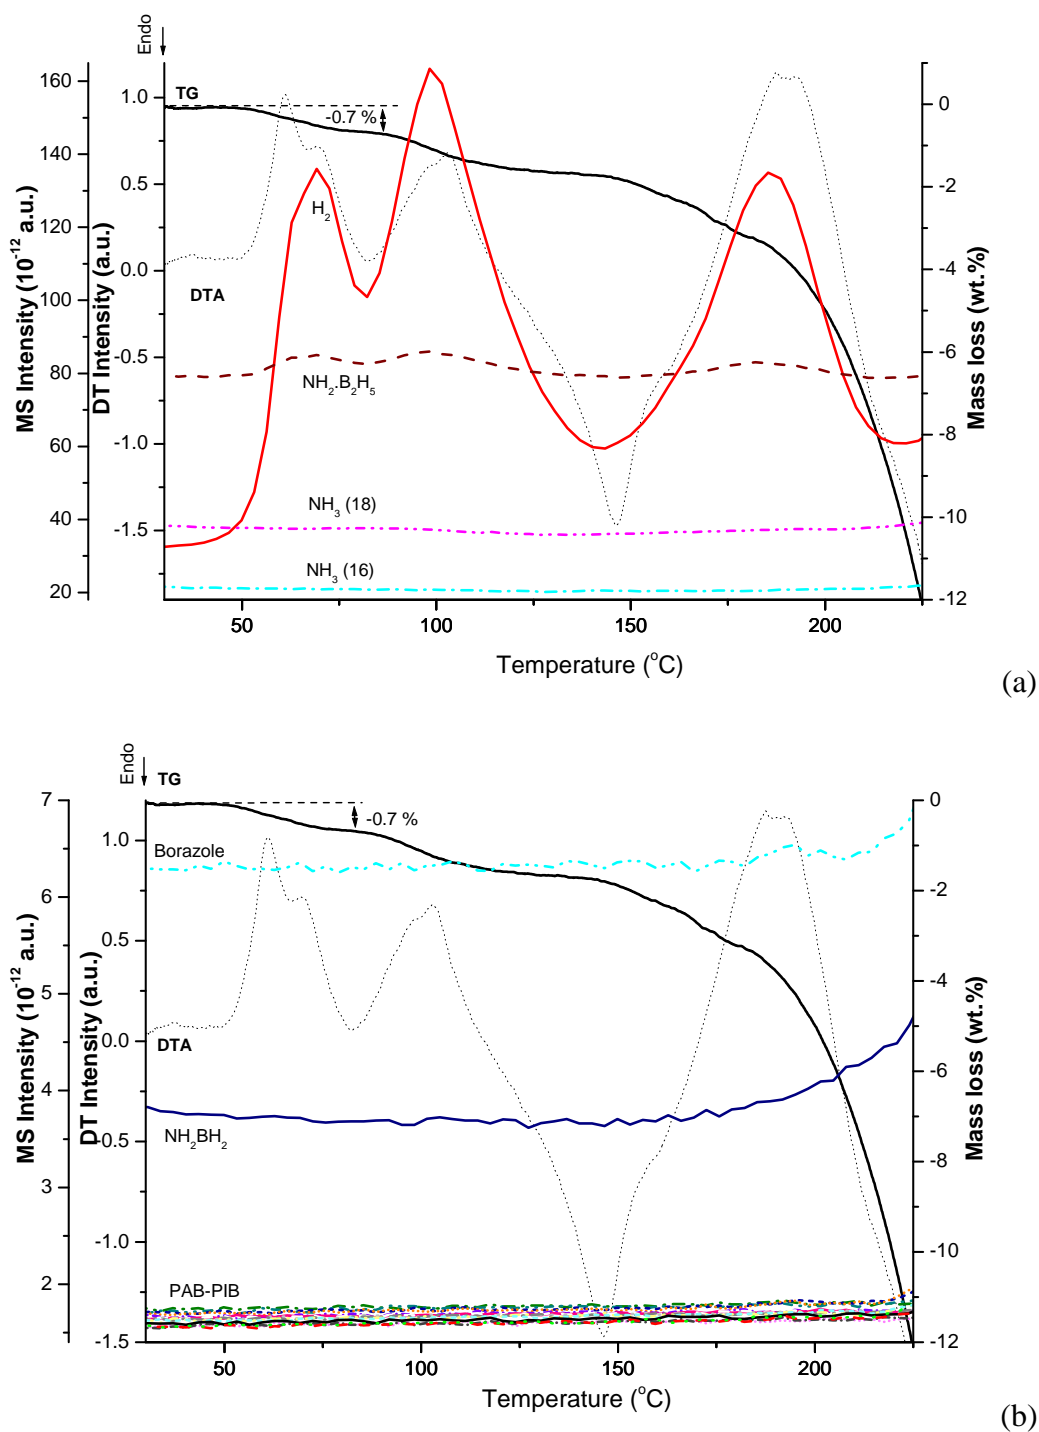 Endo
TG
-0.7 %
H2
DTA
NH2.B2H5
NH3 (18)
NH3 (16)
160
140
120
100
80
60
40
20
MS Intensity (10-12 a.u.)
1.0
0.5
0.0
-0.5
-1.0
-1.5
DT Intensity (a.u.)
0
-2
-4
-6
-8
-10
-12
Mass loss (wt.%)
50 100 150 200
Temperature (oC)
(a)
Endo
TG
-0.7 %
Borazole
DTA
NH2BH2
PAB-PIB
7
6
5
4
3
2
MS Intensity (10-12 a.u.)
1.0
0.5
0.0
-0.5
-1.0
-1.5
DT Intensity (a.u.)
0
-2
-4
-6
-8
-10
-12
Mass loss (wt.%)
50 100 150 200
Temperature (oC)
(b)